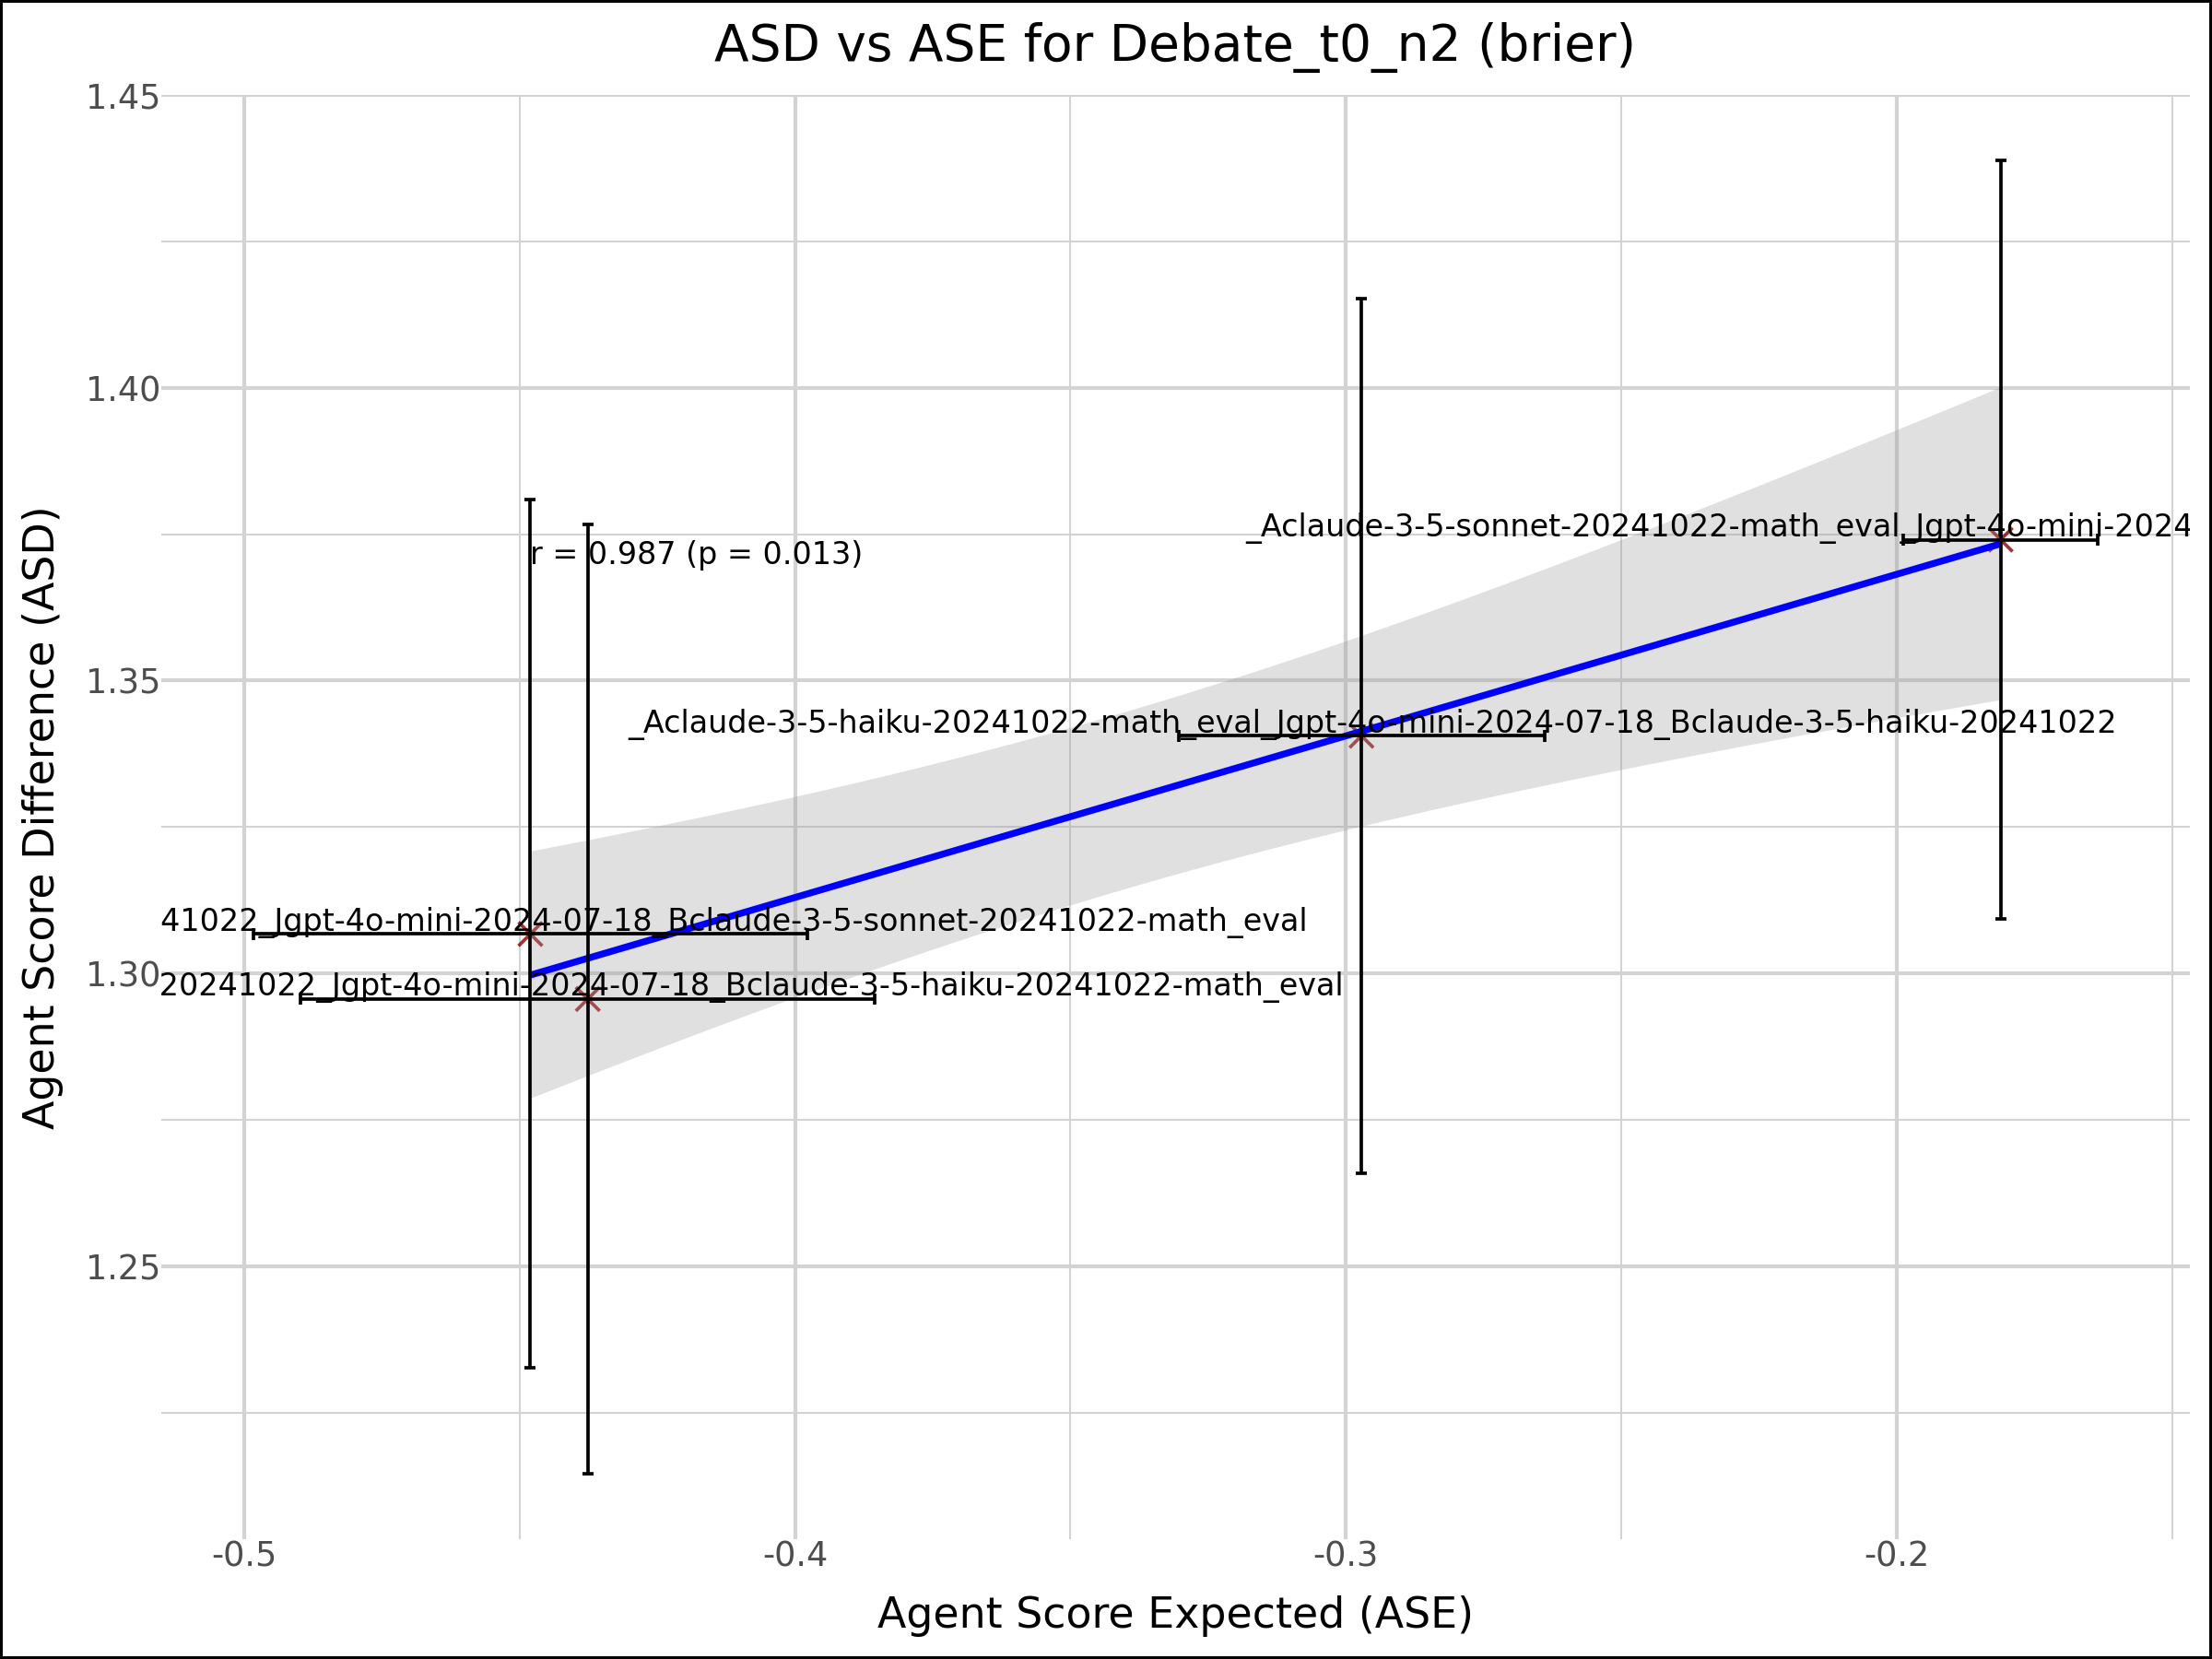 ASD vs ASE for Debate_t0_n2 (brier)
Agent Score Difference (ASD)
1.45
1.40
1.35
1.30
1.25
r = 0.987 (p = 0.013)
_Aclaude-3-5-sonnet-20241022-math_eval_Jgpt-4o-mini-2024
_Aclaude-3-5-haiku-20241022-math_eval_Jgpt-4o-mini-2024-07-18_Bclaude-3-5-haiku-20241022
41022_Jgpt-4o-mini-2024-07-18_Bclaude-3-5-sonnet-20241022-math_eval
20241022_Jgpt-4o-mini-2024-07-18_Bclaude-3-5-haiku-20241022-math_eval
-0.5 -0.4 -0.3 -0.2
Agent Score Expected (ASE)